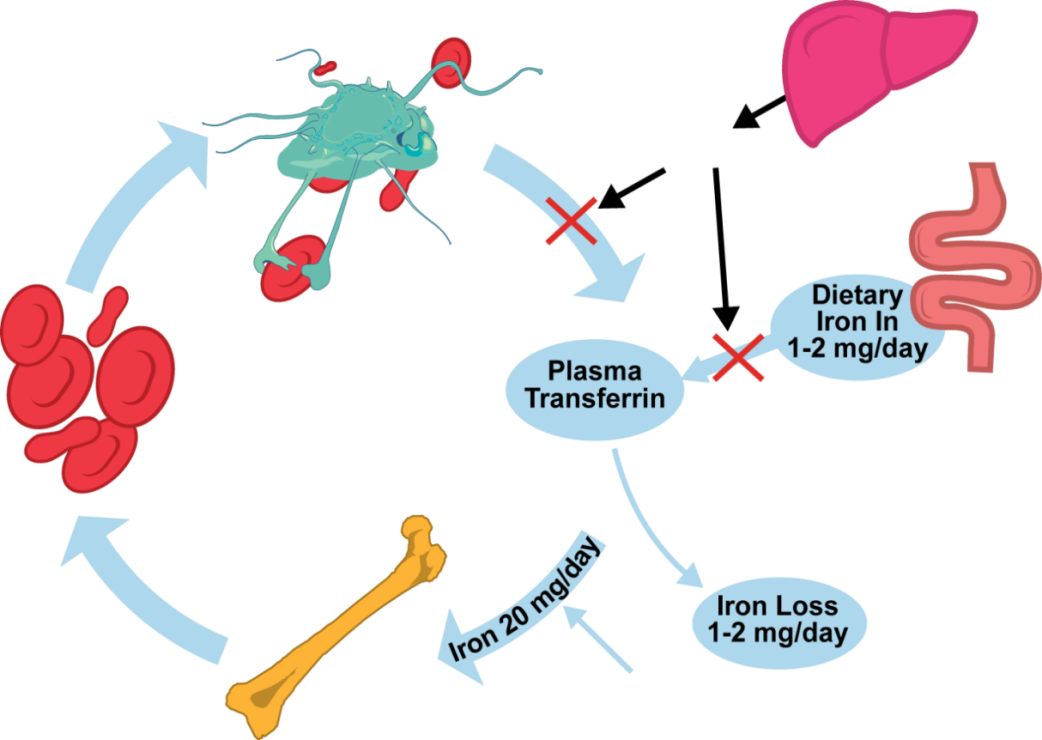 Dietary
Iron In
1-2 mg/day
Plasma
Transferrin
Iron 20 mg/day
Iron Loss
1-2 mg/day